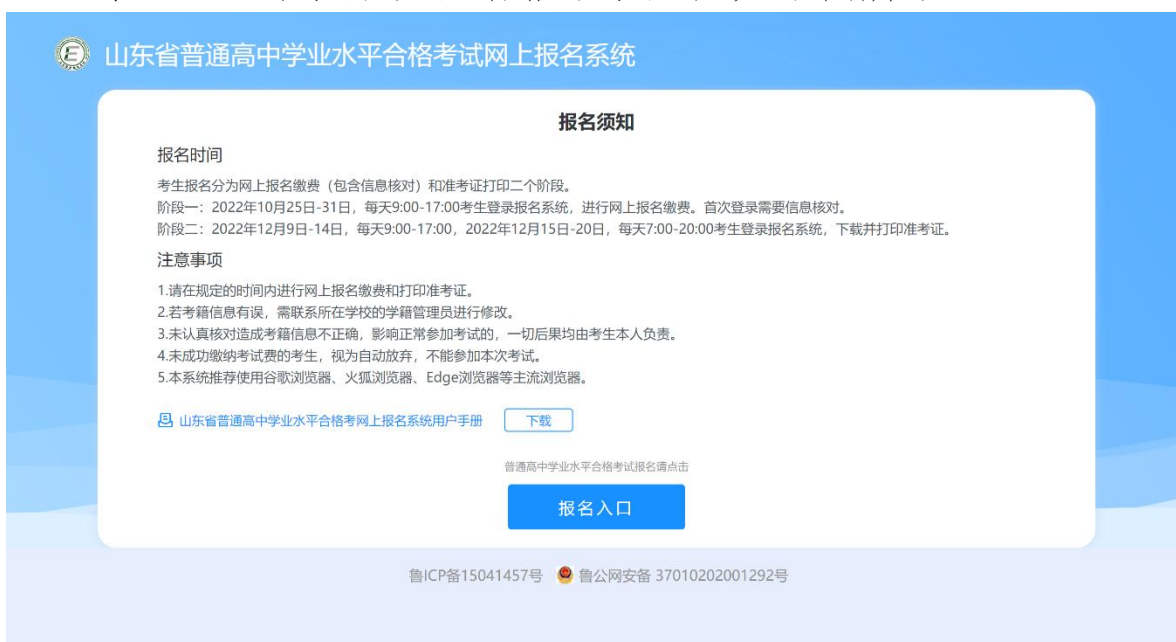 山东省普通高中学业水平合格考试网上报名系统
报名须知
报名时间
考生报名分为网上报名缴费（包含信息核对）和准考证打印二个阶段。
阶段一：2022年10月25日-31日，每天9:00-17:00考生登录报名系统，进行网上报名缴费。首次登录需要信息核对。
阶段二：2022年12月9日-14日，每天9:00-17:00，2022年12月15日-20日，每天7:00-20:00考生登录报名系统，下载并打印准考证。
注意事项
1.请在规定的时间内进行网上报名缴费和打印准考证。
2.若考籍信息有误，需联系所在学校的学籍管理员进行修改。
3.未认真核对造成考籍信息不正确，影响正常参加考试的，一切后果均由考生本人负责。
4.未成功缴纳考试费的考生，视为自动放弃，不能参加本次考试。
5.本系统推荐使用谷歌浏览器、火狐浏览器、Edge浏览器等主流浏览器。
山东省普通高中学业水平合格考网上报名系统用户手册 下载
普通高中学业水平合格考试报名请点击
报名入口
鲁ICP备15041457号 鲁公网安备 37010202001292号